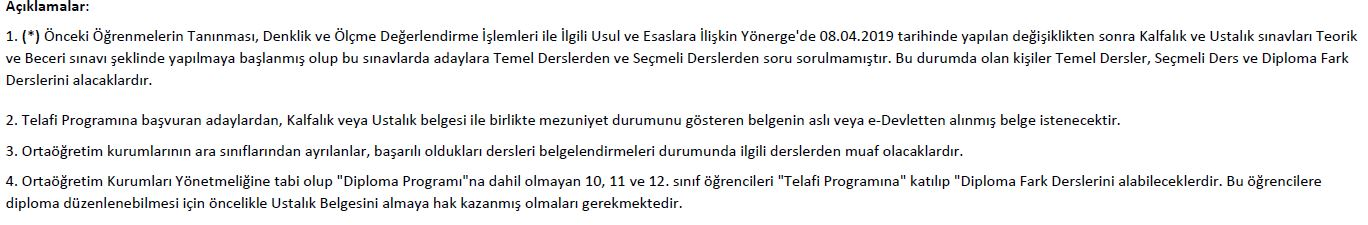 Açıklamalar:
1. (*) Önceki Öğrenmelerin Tanınması, Denklik ve Ölçme Değerlendirme İşlemleri ile İlgili Usul ve Esaslara İlişkin Yönerge'de 08.04.2019 tarihinde yapılan değişiklikten sonra Kalfalık ve Ustalık sınavları Teorik
ve Beceri sınavı şeklinde yapılmaya başlanmış olup bu sınavlarda adaylara Temel Derslerden ve Seçmeli Derslerden soru sorulmamıştır. Bu durumda olan kişiler Temel Dersler, Seçmeli Ders ve Diploma Fark
Derslerini alacaklardır.
2. Telafi Programına başvuran adaylardan, Kalfalık veya Ustalık belgesi ile birlikte mezuniyet durumunu gösteren belgenin aslı veya e-Devletten alınmış belge istenecektir.
3. Ortaöğretim kurumlarının ara sınıflarından ayrılanlar, başarılı oldukları dersleri belgelendirmeleri durumunda ilgili derslerden muaf olacaklardır.
4. Ortaöğretim Kurumları Yönetmeliğine tabi olup "Diploma Programı"na dahil olmayan 10, 11 ve 12. sınıf öğrencileri "Telafi Programına" katılıp "Diploma Fark Derslerini alabileceklerdir. Bu öğrencilere
diploma düzenlenebilmesi için öncelikle Ustalık Belgesini almaya hak kazanmış olmaları gerekmektedir.